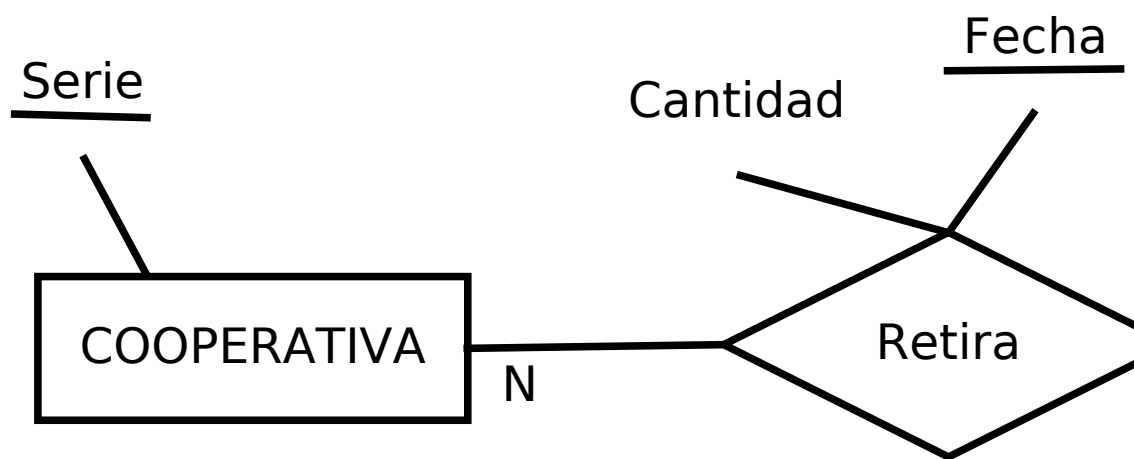 Fecha
Serie
Cantidad
COOPERATIVA
Retira
N